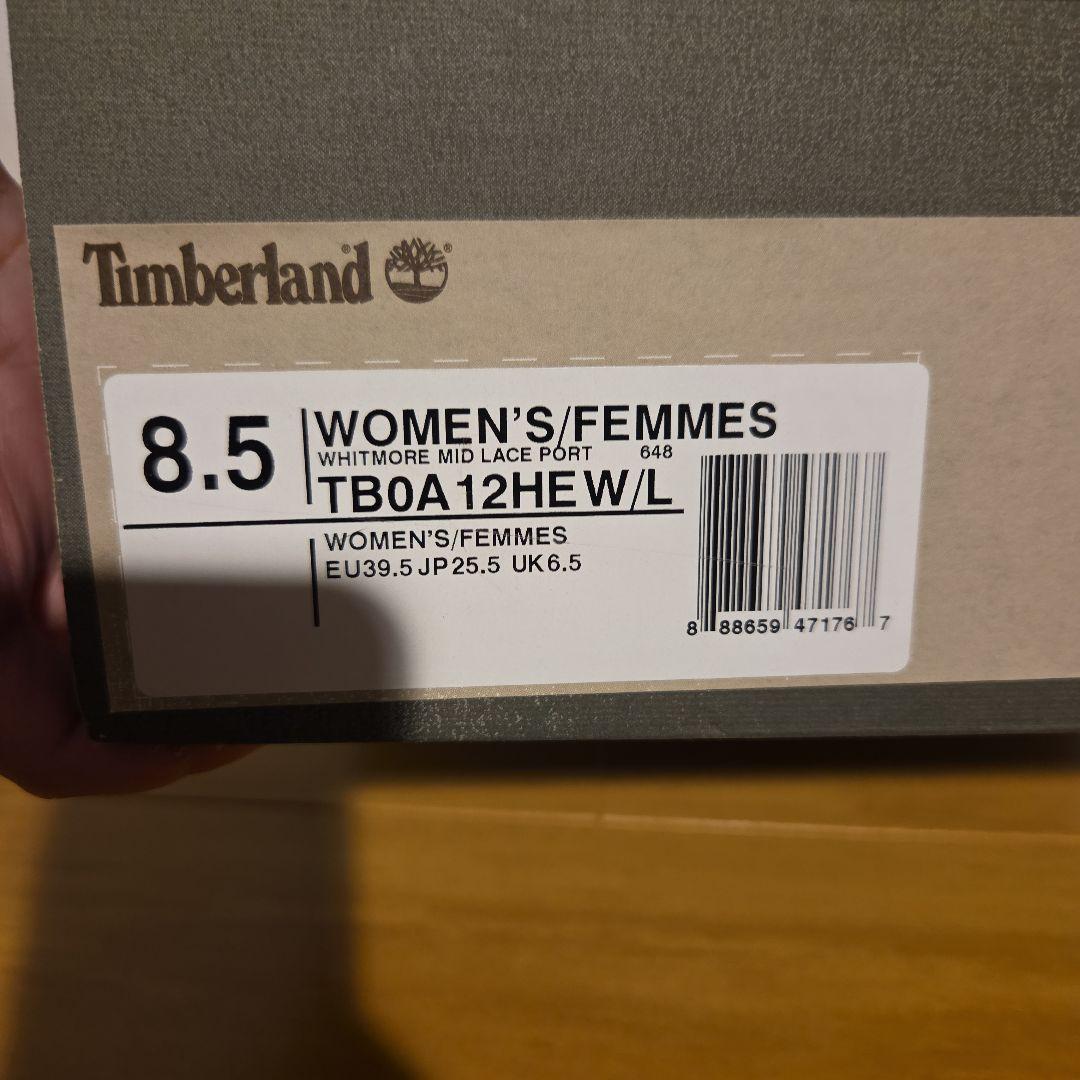 Timberland® ®
8.5
WOMEN'S/FEMMES
WHITMORE MID LACE PORT 648
TB0A12HE W/L
WOMEN'S/FEMMES
EU39.5 JP25.5 UK6.5
8 88659 47176 7